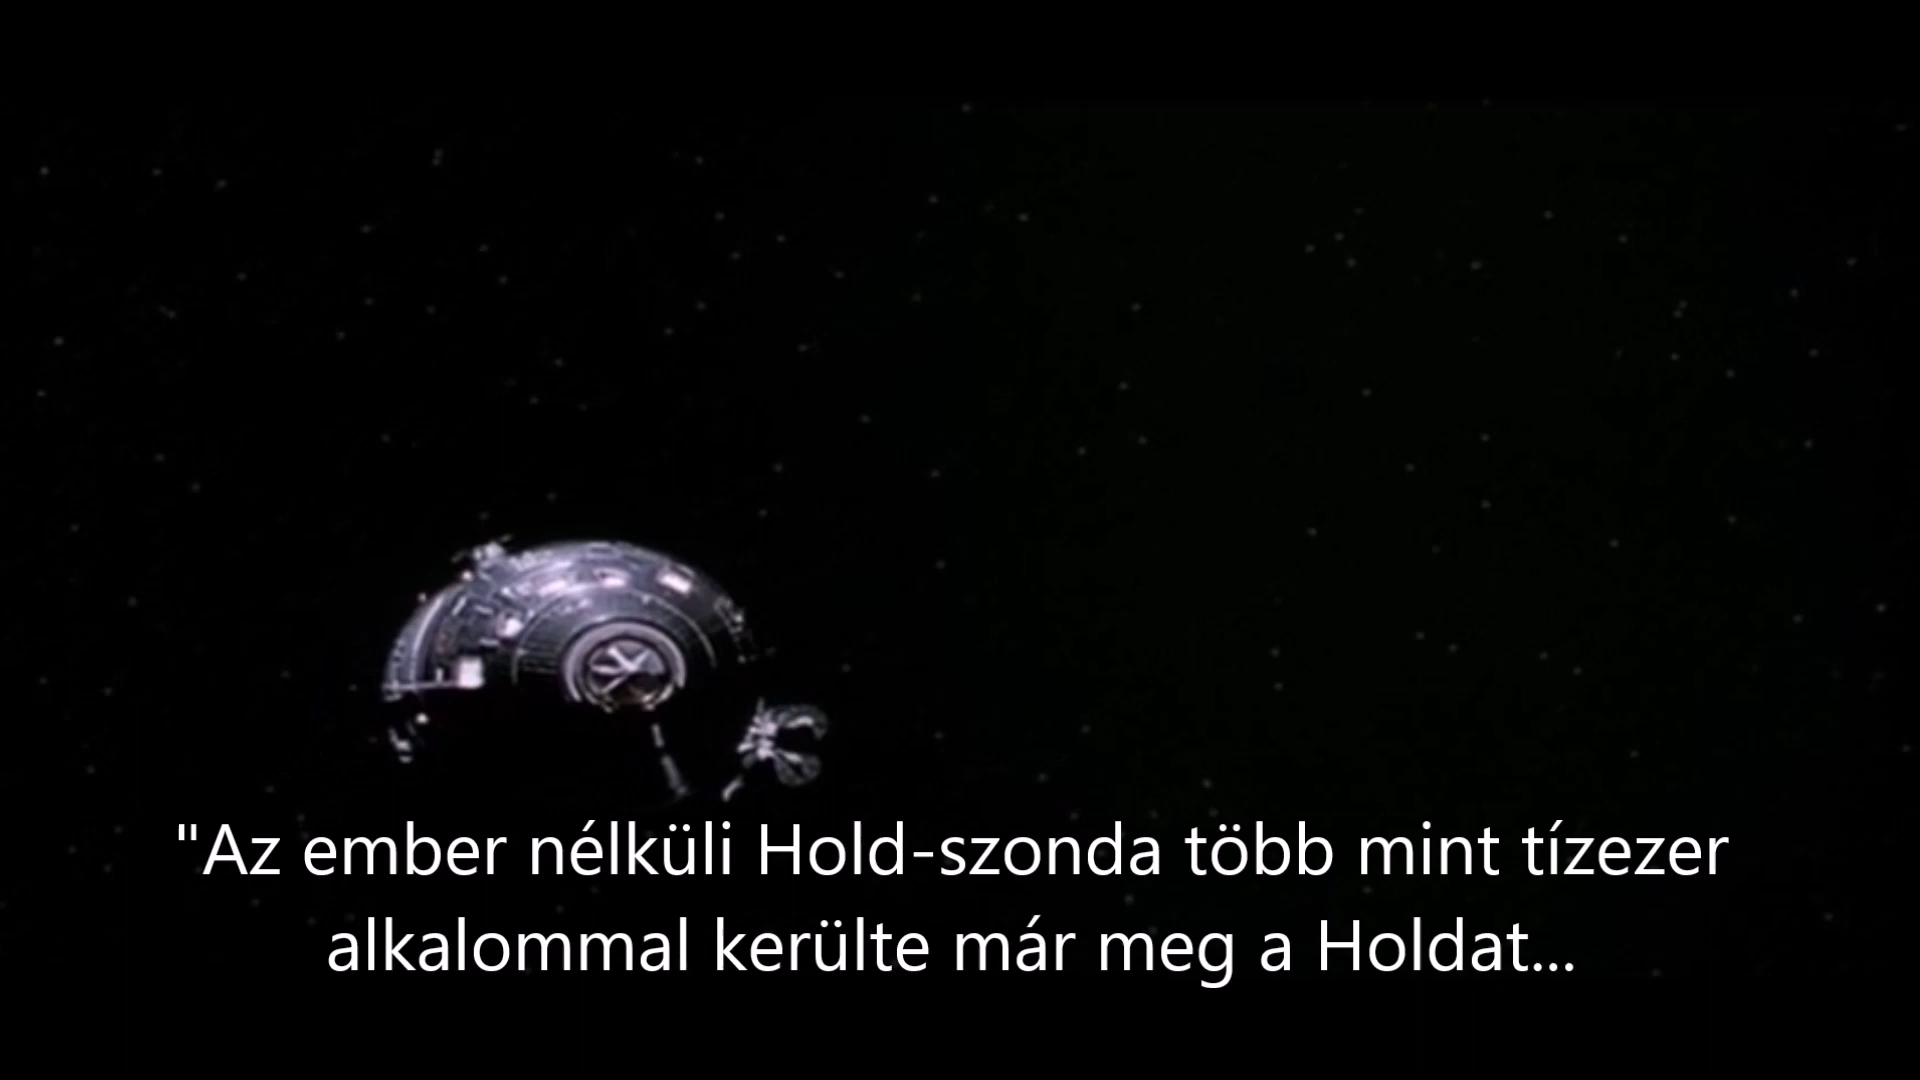 "Az ember nélküli Hold-szonda több mint tízezer
alkalommal kerülte már meg a Holdat...